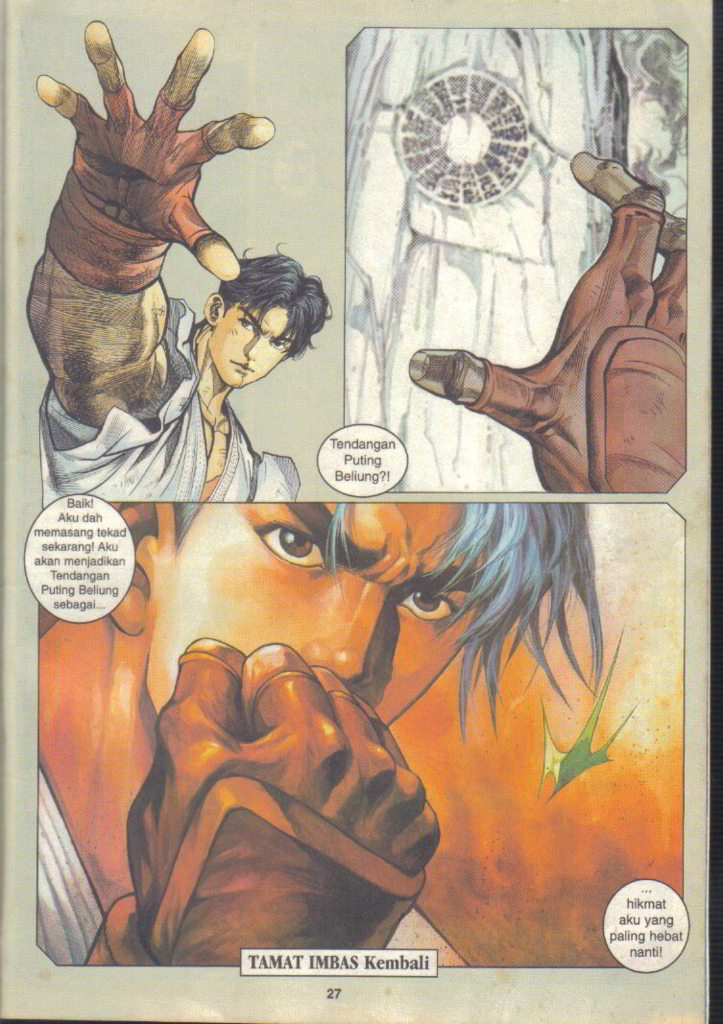 Tendangan
Puting
Beliung?!
Baik!
Aku dah
memasang tekad
sekarang! Aku
akan menjadikan
Tendangan
Puting Beliung
sebagai...
...
hikmat
aku yang
paling hebat
nanti!
TAMAT IMBAS Kembali
27